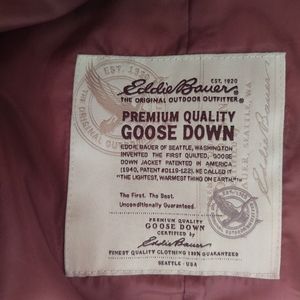 Eddie Bauer®
EST. 1920
THE ORIGINAL OUTDOOR OUTFITTER®
PREMIUM QUALITY
GOOSE DOWN
EDDIE BAUER OF SEATTLE, WASHINGTON
INVENTED THE FIRST QUILTED, GOOSE
DOWN JACKET PATENTED IN AMERICA
(1940, PATENT #D119-122). HE CALLED IT
"THE LIGHTEST, WARMEST THING ON EARTH™"
The First. The Best.
Unconditionally Guaranteed.
PREMIUM QUALITY
GOOSE DOWN
CERTIFIED by
Eddie Bauer
FINEST QUALITY CLOTHING 100% GUARANTEED
SEATTLE · USA